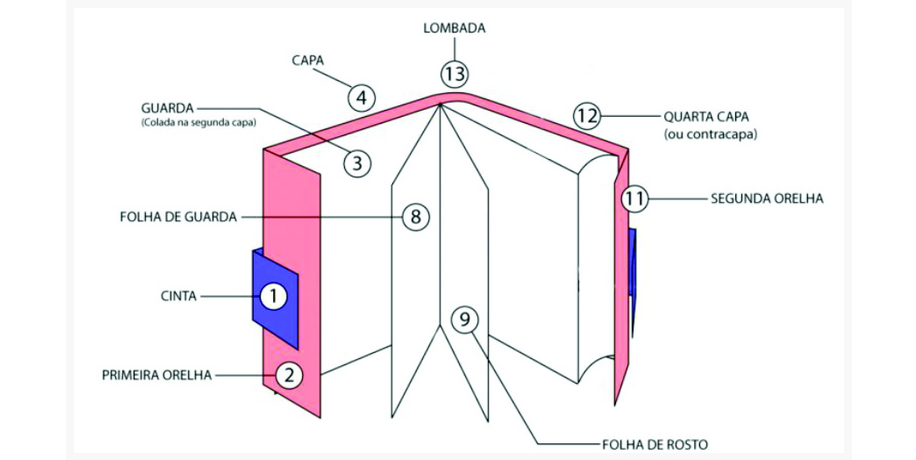 LOMBADA
13
CAPA
4
GUARDA
(Colada na segunda capa)
12
QUARTA CAPA
(ou contracapa)
3
11
SEGUNDA ORELHA
FOLHA DE GUARDA
8
CINTA
1
9
PRIMEIRA ORELHA
2
FOLHA DE ROSTO